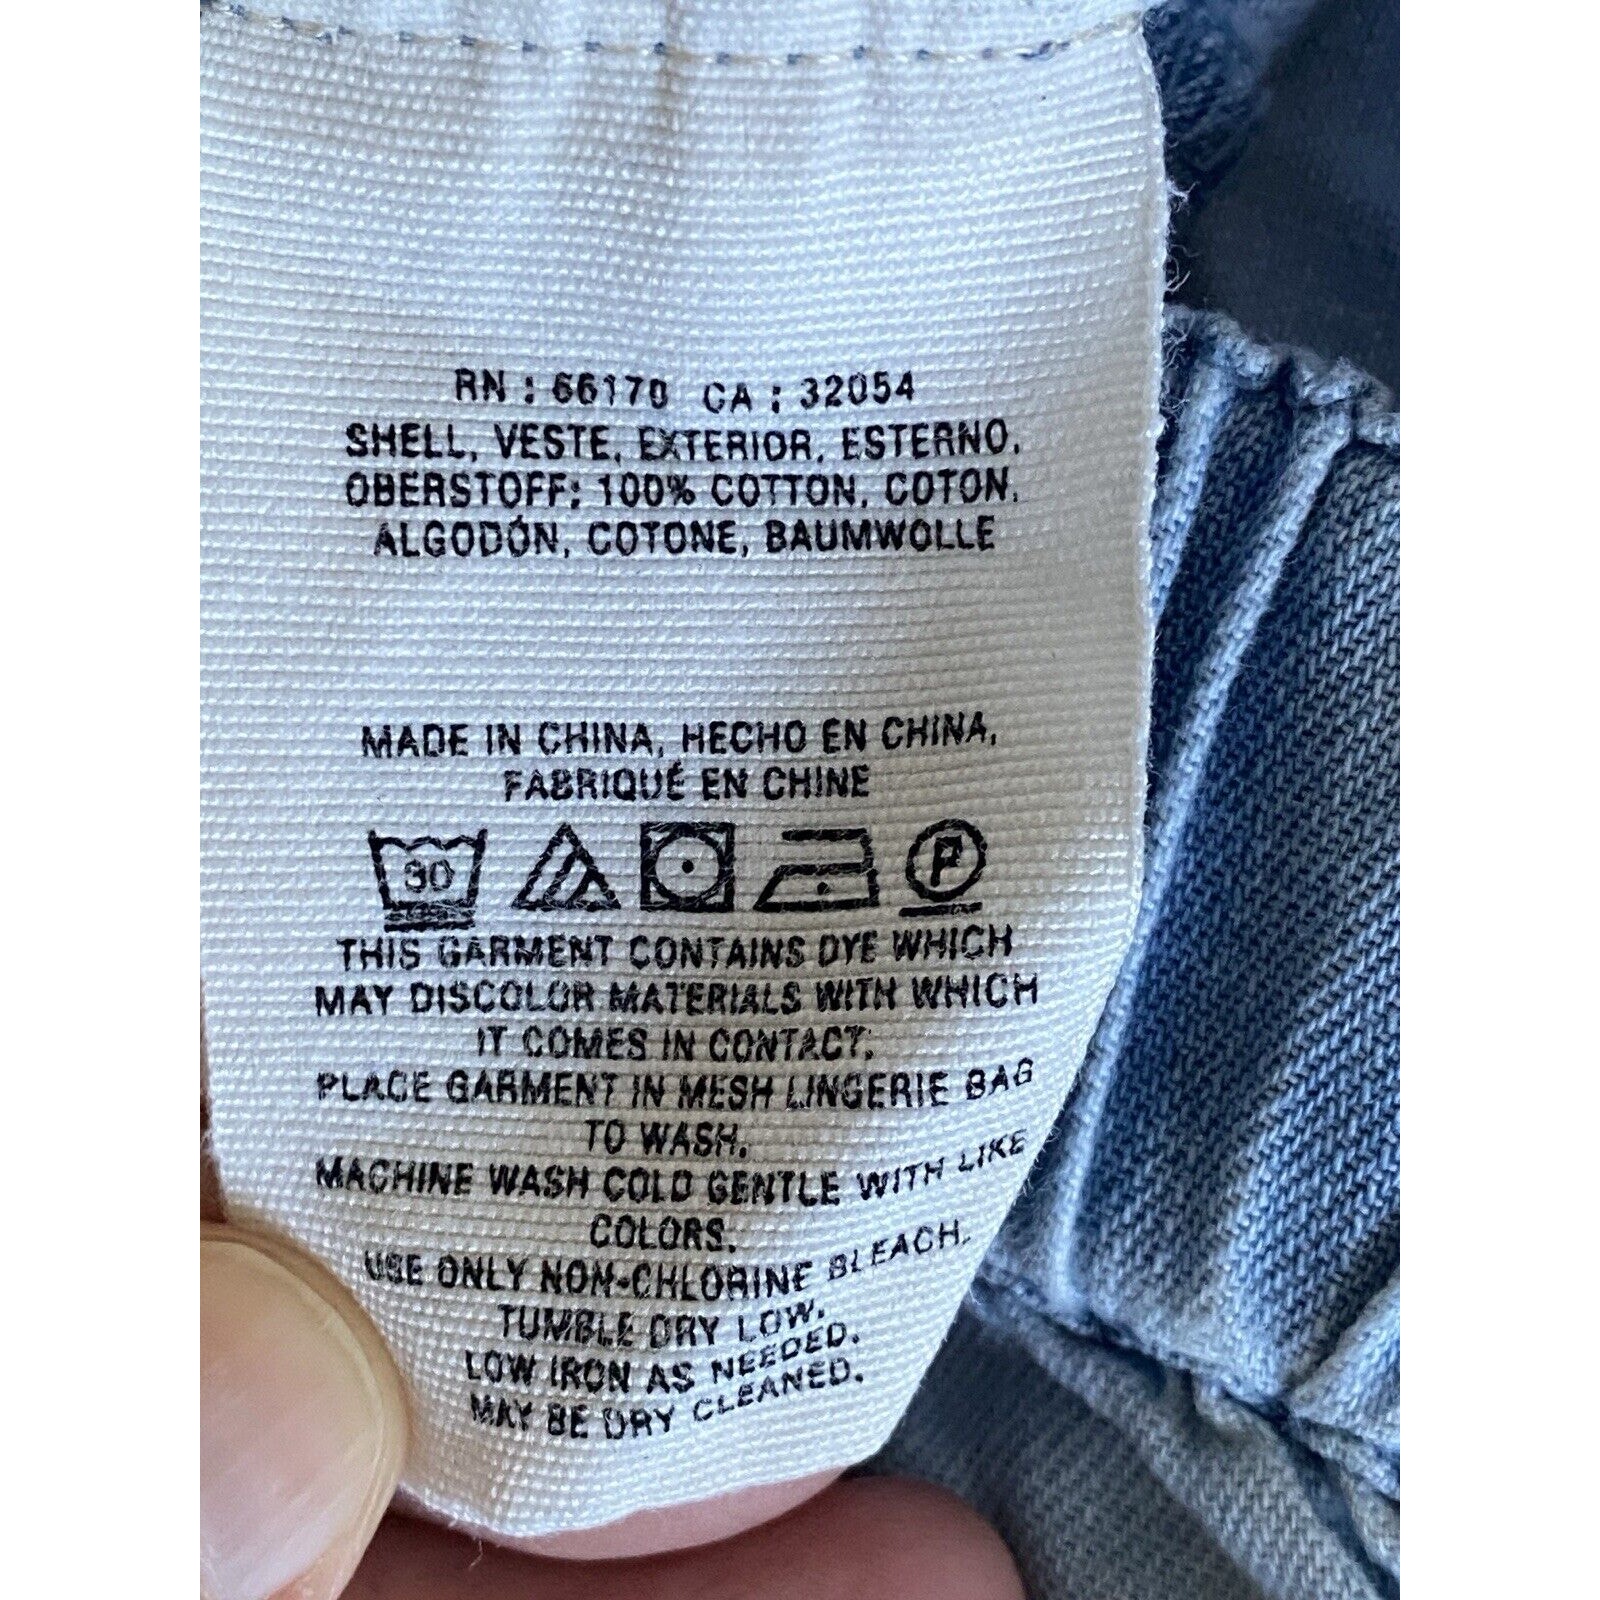 RN : 66170 CA : 32054
SHELL, VESTE, EXTERIOR, ESTERNO,
OBERSTOFF: 100% COTTON, COTON,
ALGODÓN, COTONE, BAUMWOLLE
MADE IN CHINA, HECHO EN CHINA,
FABRIQUÉ EN CHINE
30 P
THIS GARMENT CONTAINS DYE WHICH
MAY DISCOLOR MATERIALS WITH WHICH
IT COMES IN CONTACT.
PLACE GARMENT IN MESH LINGERIE BAG
TO WASH.
MACHINE WASH COLD GENTLE WITH LIKE
COLORS.
USE ONLY NON-CHLORINE BLEACH.
TUMBLE DRY LOW.
LOW IRON AS NEEDED.
MAY BE DRY CLEANED.